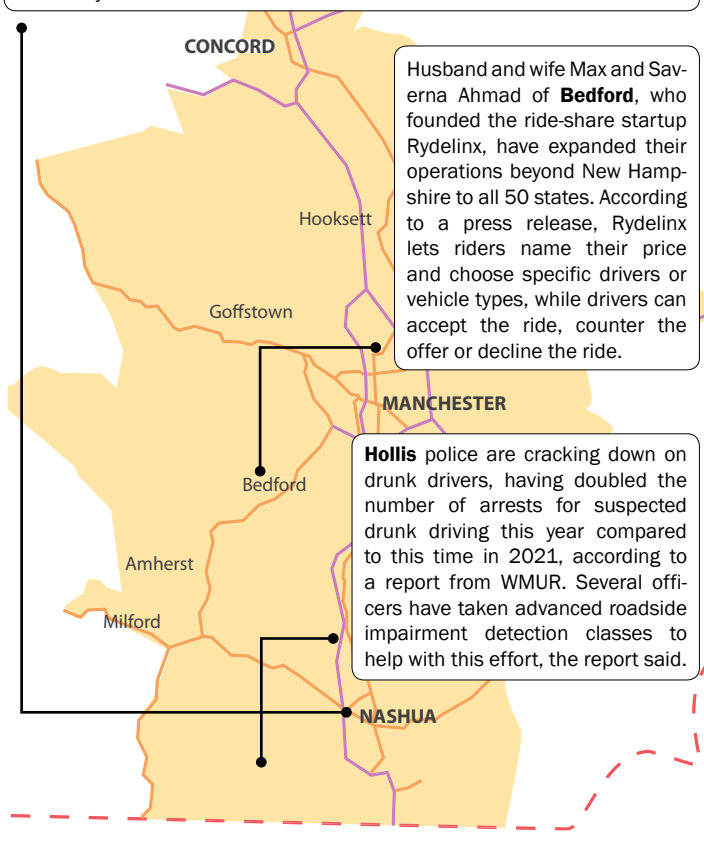 CONCORD
Husband and wife Max and Sav-
erna Ahmad of Bedford, who
founded the ride-share startup
Rydelinx, have expanded their
operations beyond New Hamp-
shire to all 50 states. According
to a press release, Rydelinx
lets riders name their price
and choose specific drivers or
vehicle types, while drivers can
accept the ride, counter the
offer or decline the ride.
Hooksett
Goffstown
MANCHESTER
Hollis police are cracking down on
drunk drivers, having doubled the
number of arrests for suspected
drunk driving this year compared
to this time in 2021, according to
a report from WMUR. Several offi-
cers have taken advanced roadside
impairment detection classes to
help with this effort, the report said.
Bedford
Amherst
Milford
NASHUA